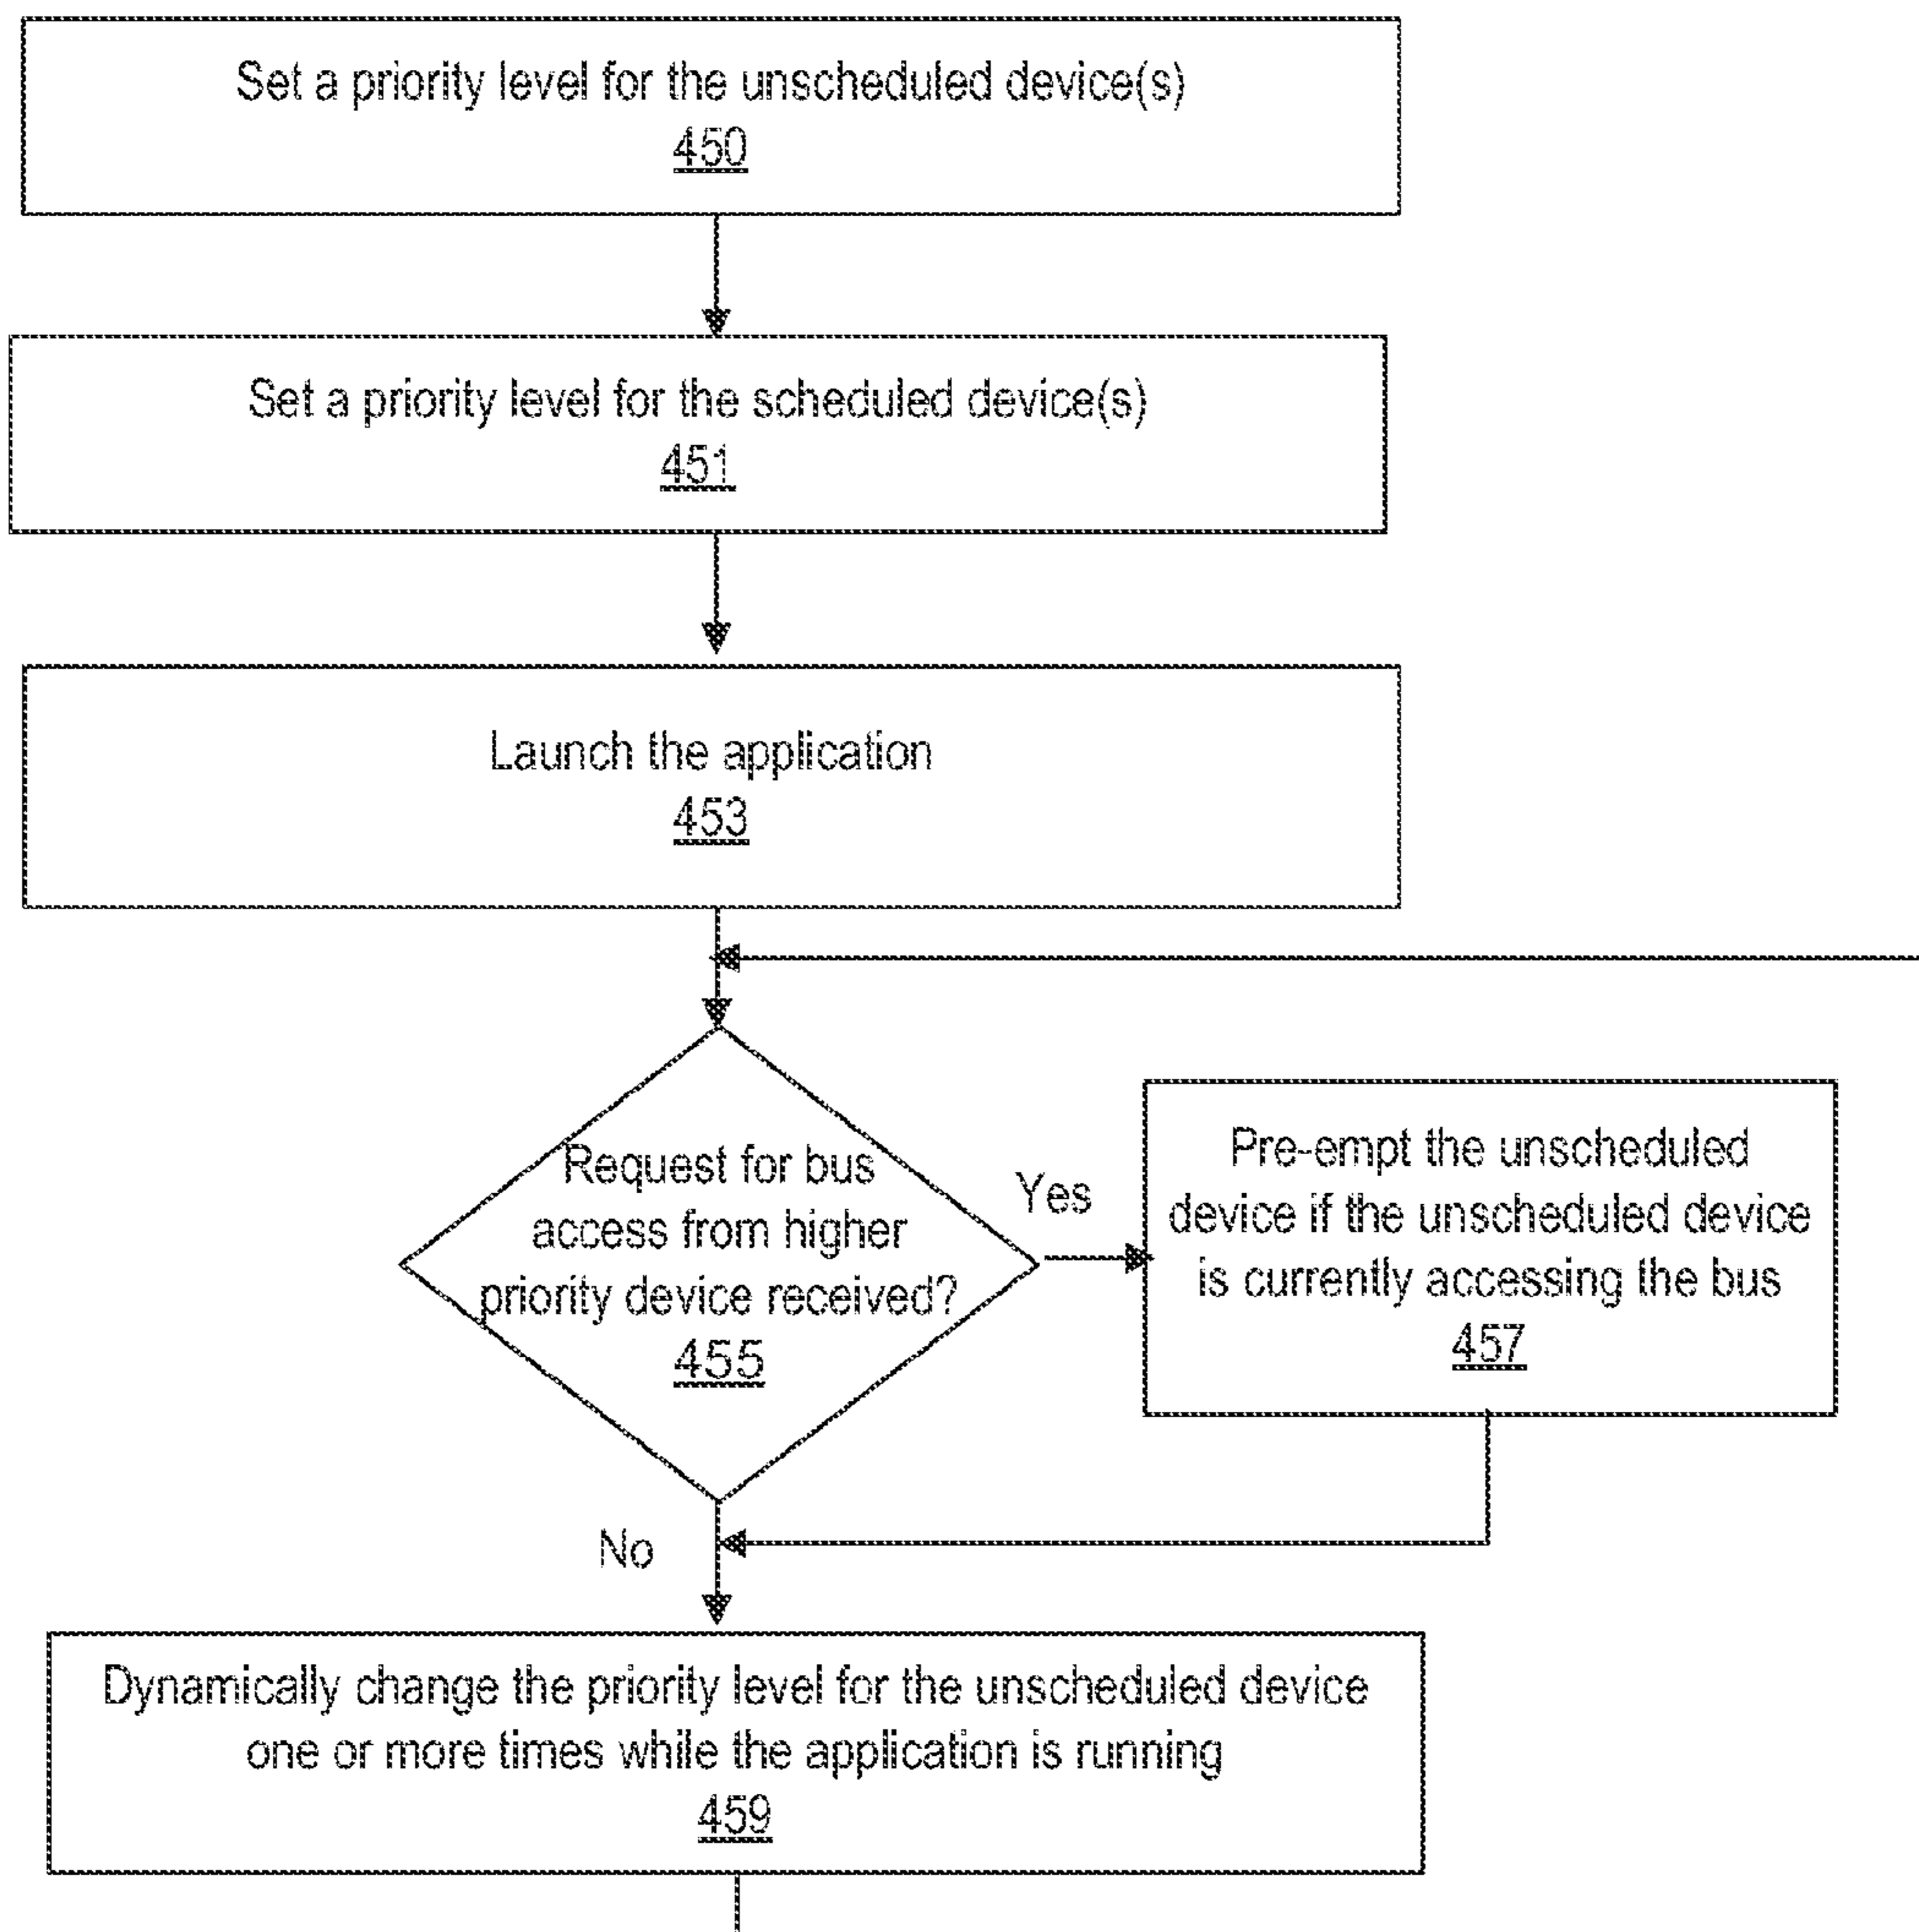 Set a priority level for the unscheduled device(s)
450
Set a priority level for the scheduled device(s)
451
Launch the application
453
Request for bus
access from higher
priority device received?
455
Yes
Pre-empt the unscheduled
device if the unscheduled device
is currently accessing the bus
457
No
Dynamically change the priority level for the unscheduled device
one or more times while the application is running
459